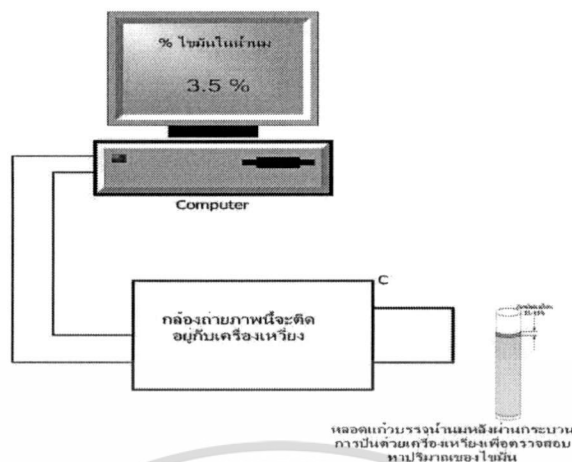 % ไขมันในน้ำนม
3.5 %
Computer
C
กล้องถ่ายภาพนี้จะติด
อยู่กับเครื่องเหวี่ยง
หลอดแก้วบรรจุน้ำนมหลังผ่านกระบวน
การปั่นด้วยเครื่องเหวี่ยงเพื่อตรวจสอบ
หาปริมาณของไขมัน